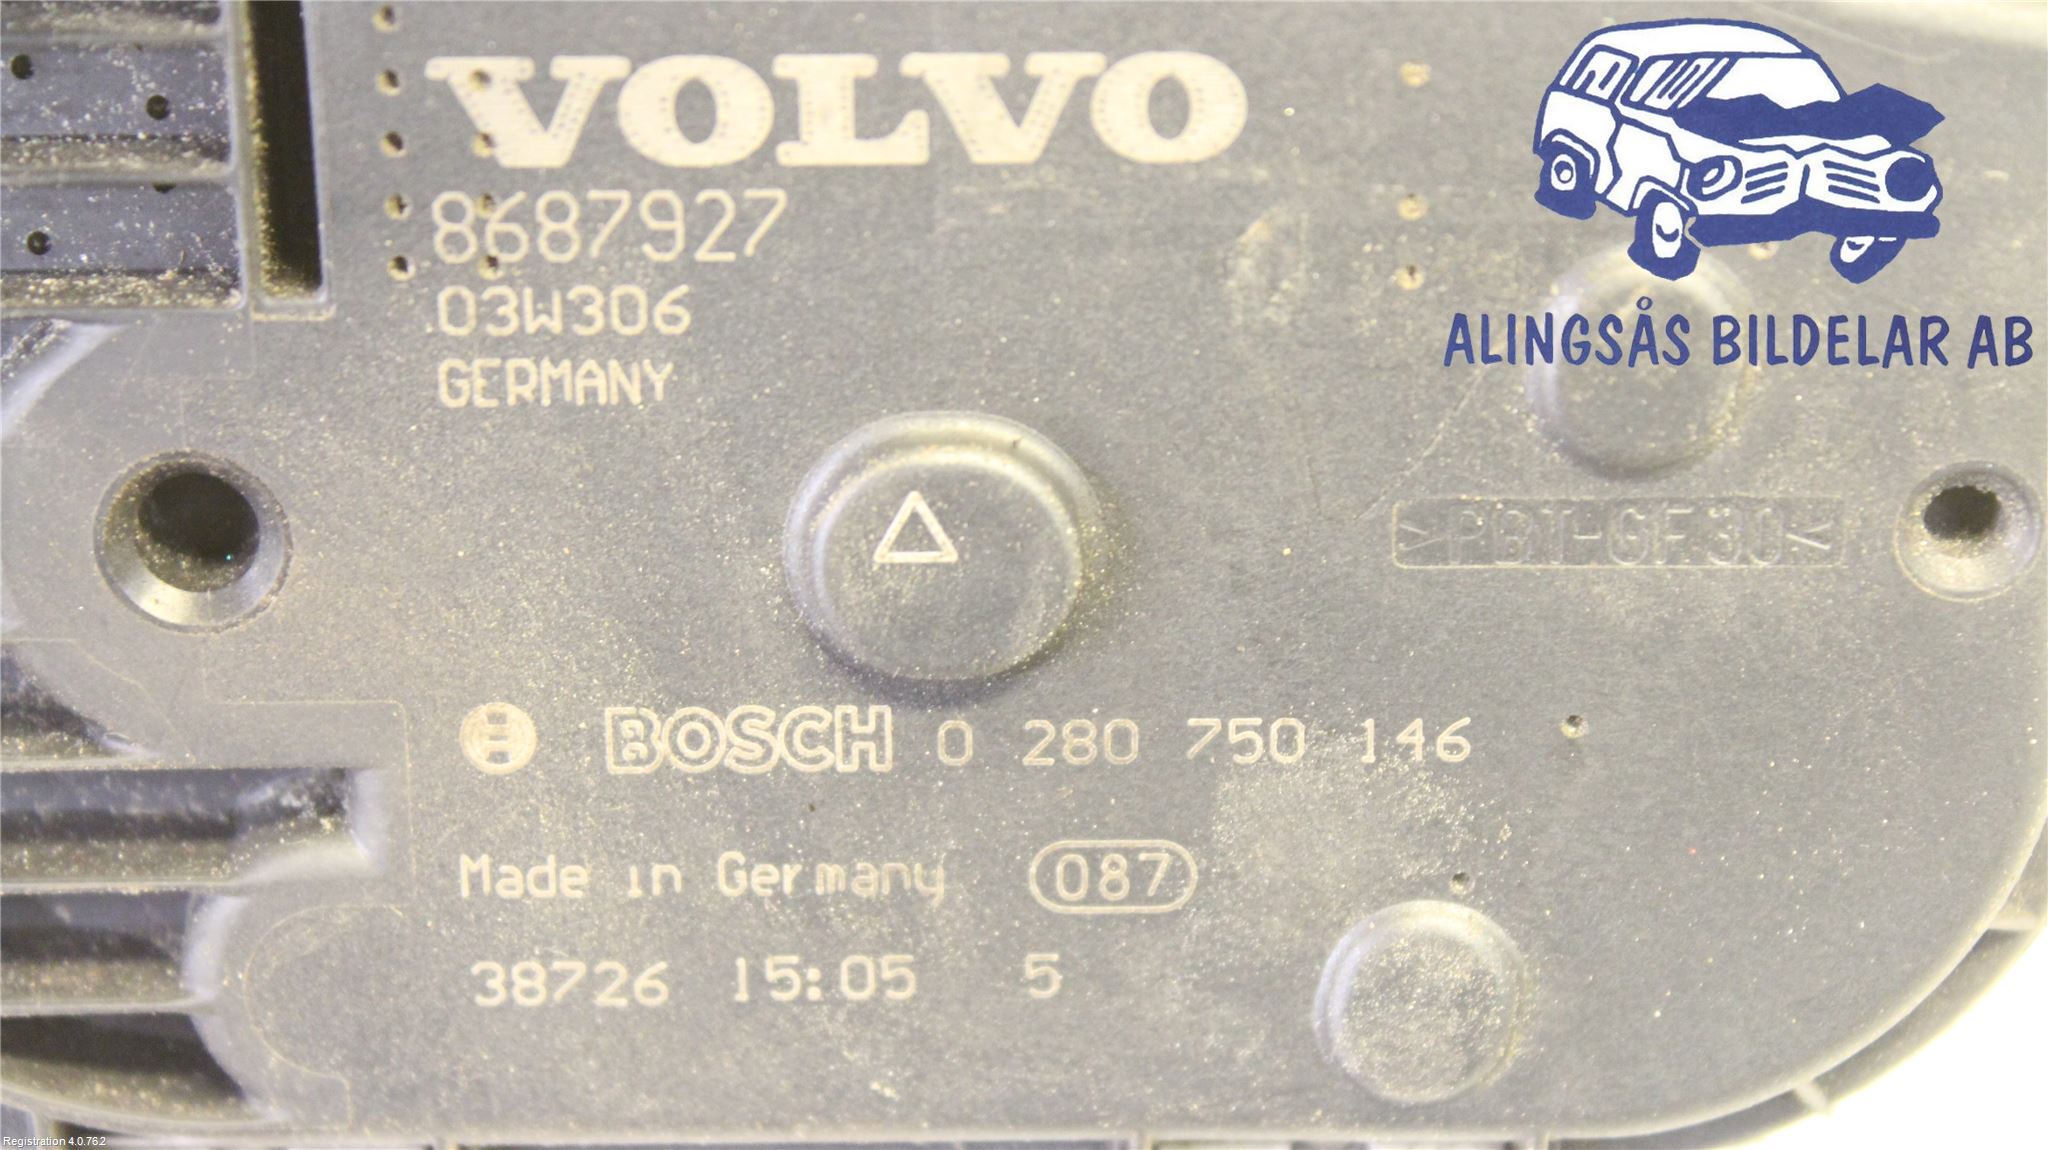 VOLVO
8687927
03W306
GERMANY
ALINGSÅS BILDELAR AB
>PBT-GF30<
BOSCH 0 280 750 146
Made in Germany 087
38726 15:05 5
Registration 4.0.762